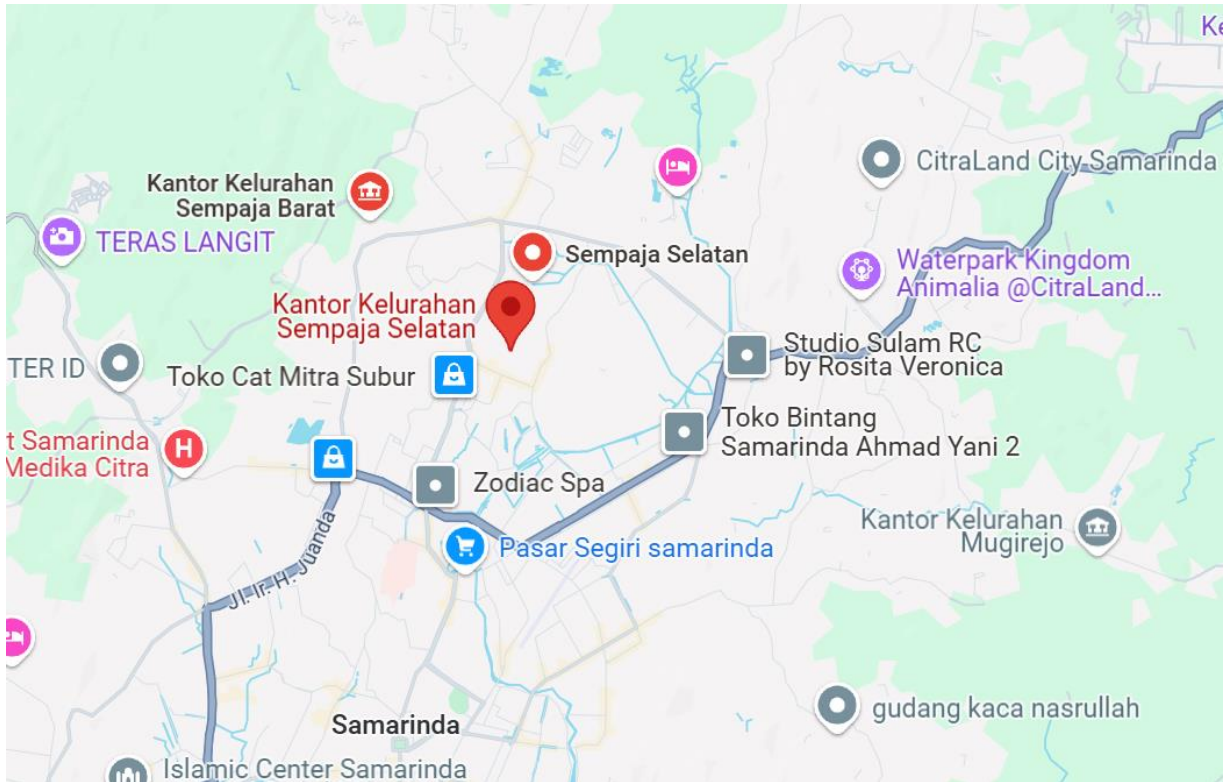 Ke
CitraLand City Samarinda
Kantor Kelurahan
Sempaja Barat
TERAS LANGIT
Sempaja Selatan
Waterpark Kingdom
Animalia @CitraLand...
Kantor Kelurahan
Sempaja Selatan
Studio Sulam RC
by Rosita Veronica
TER ID
Toko Cat Mitra Subur
Toko Bintang
Samarinda Ahmad Yani 2
t Samarinda
Medika Citra
H
Zodiac Spa
Kantor Kelurahan
Mugirejo
Pasar Segiri samarinda
Jl. Ir. H. Juanda
gudang kaca nasrullah
Samarinda
Islamic Center Samarinda